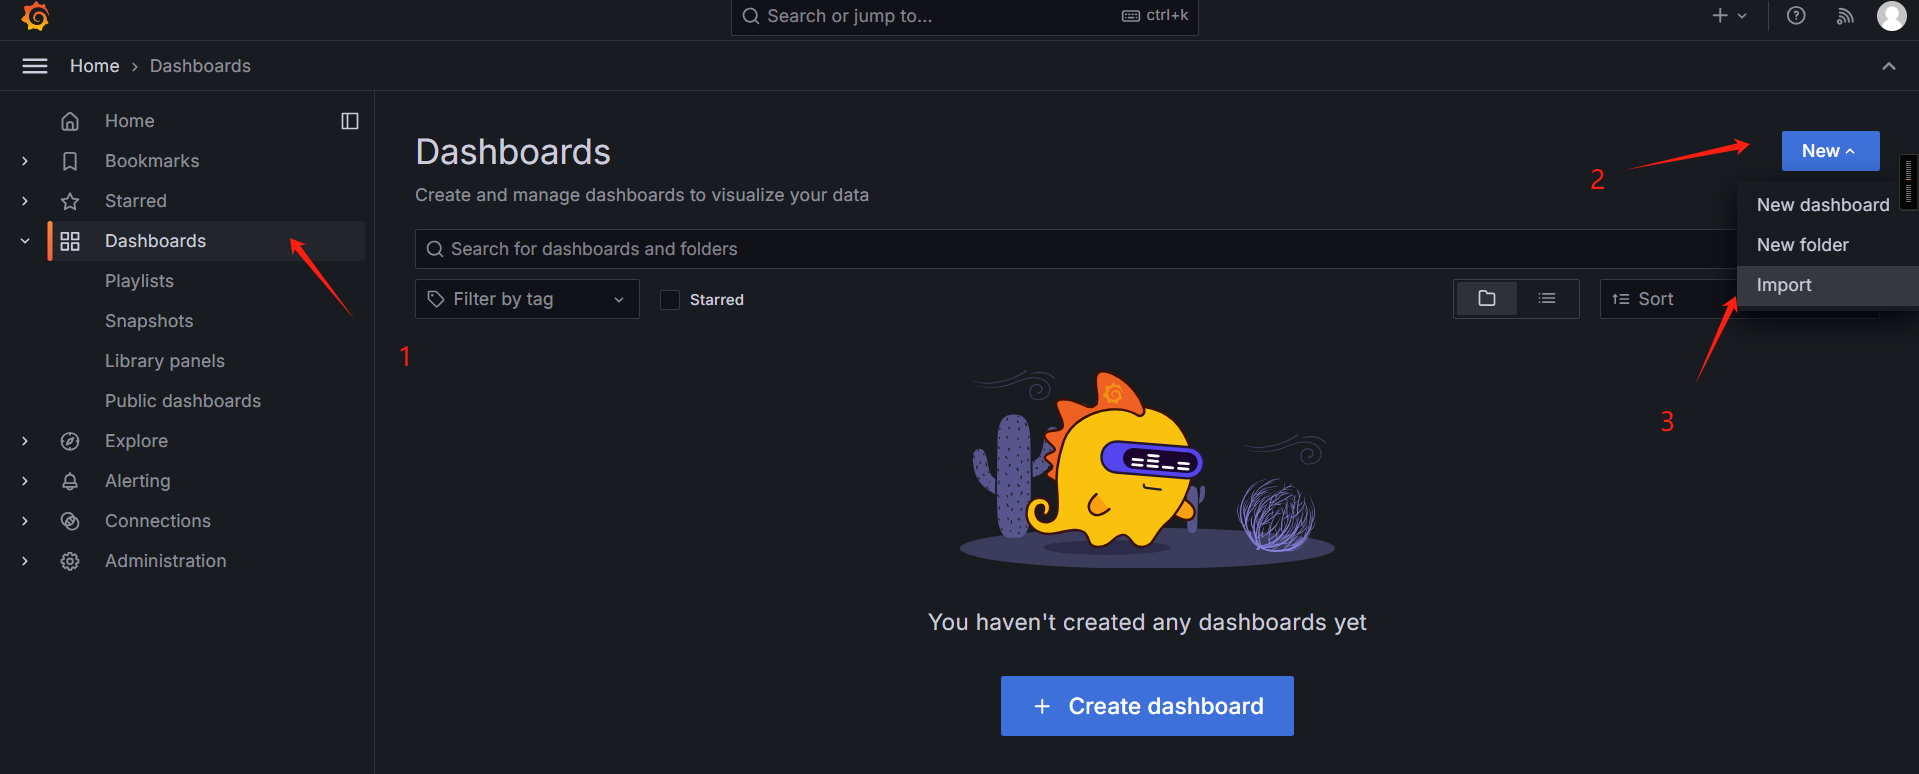 Search or jump to...
ctrl+k
Home › Dashboards
Home
Bookmarks
Starred
Dashboards
Playlists
Snapshots
Library panels
Public dashboards
Explore
Alerting
Connections
Administration
Dashboards
Create and manage dashboards to visualize your data
2
New
New dashboard
New folder
Import
Search for dashboards and folders
Filter by tag
Starred
Sort
1
3
You haven't created any dashboards yet
+ Create dashboard